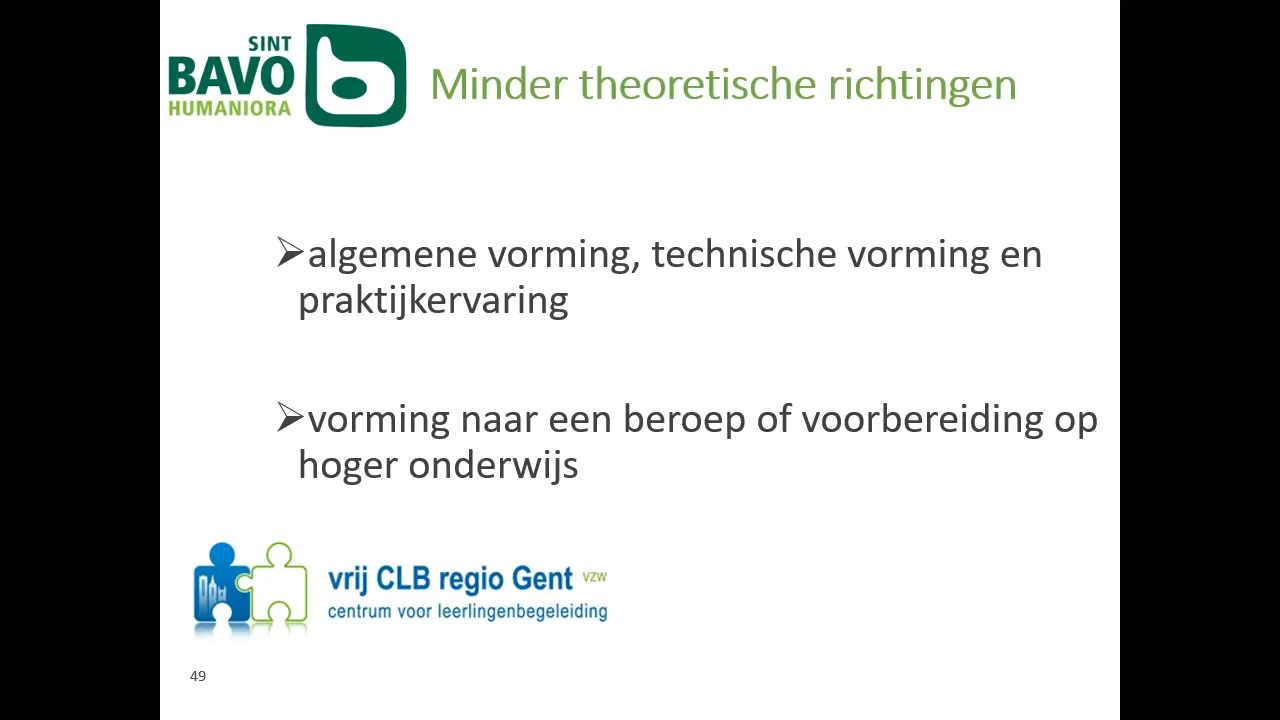 SINT
BAVO
HUMANIORA
Minder theoretische richtingen
➢algemene vorming, technische vorming en
praktijkervaring
➢vorming naar een beroep of voorbereiding op
hoger onderwijs
vrij CLB regio Gent VZW
centrum voor leerlingenbegeleiding
49